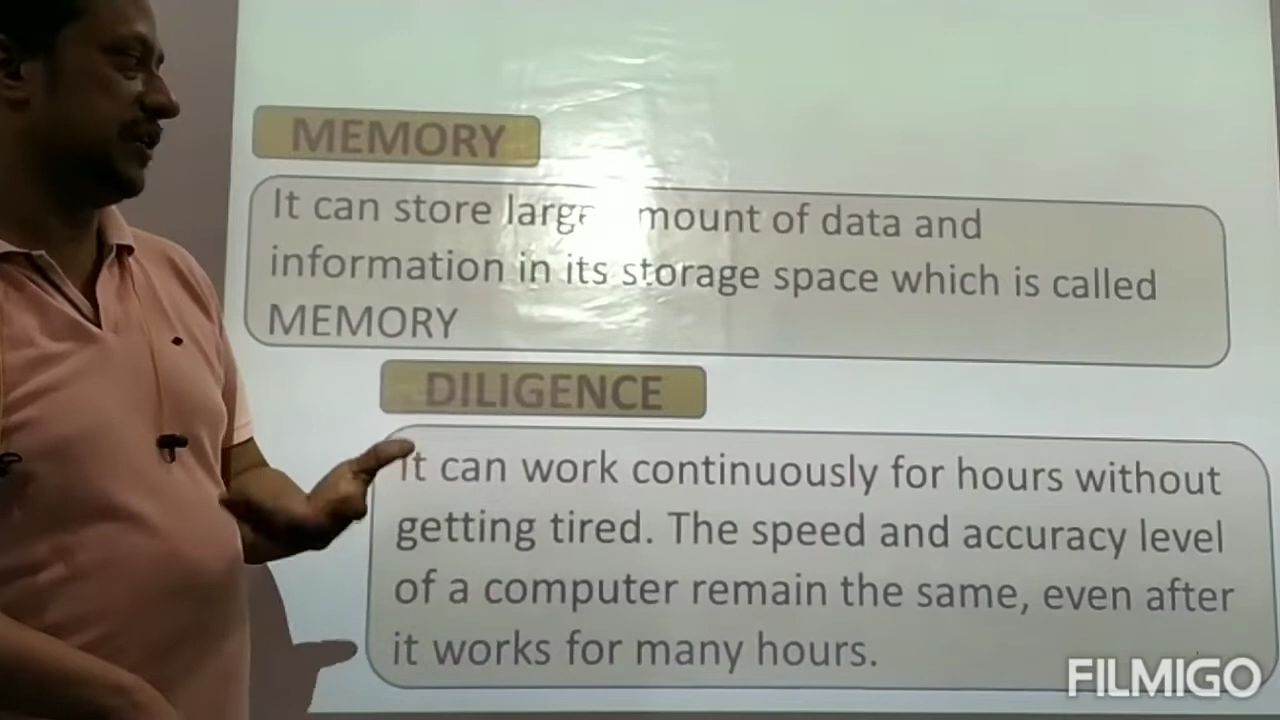 MEMORY
It can store large amount of data and
information in its storage space which is called
MEMORY
DILIGENCE
It can work continuously for hours without
getting tired. The speed and accuracy level
of a computer remain the same, even after
it works for many hours.
FILMIGO